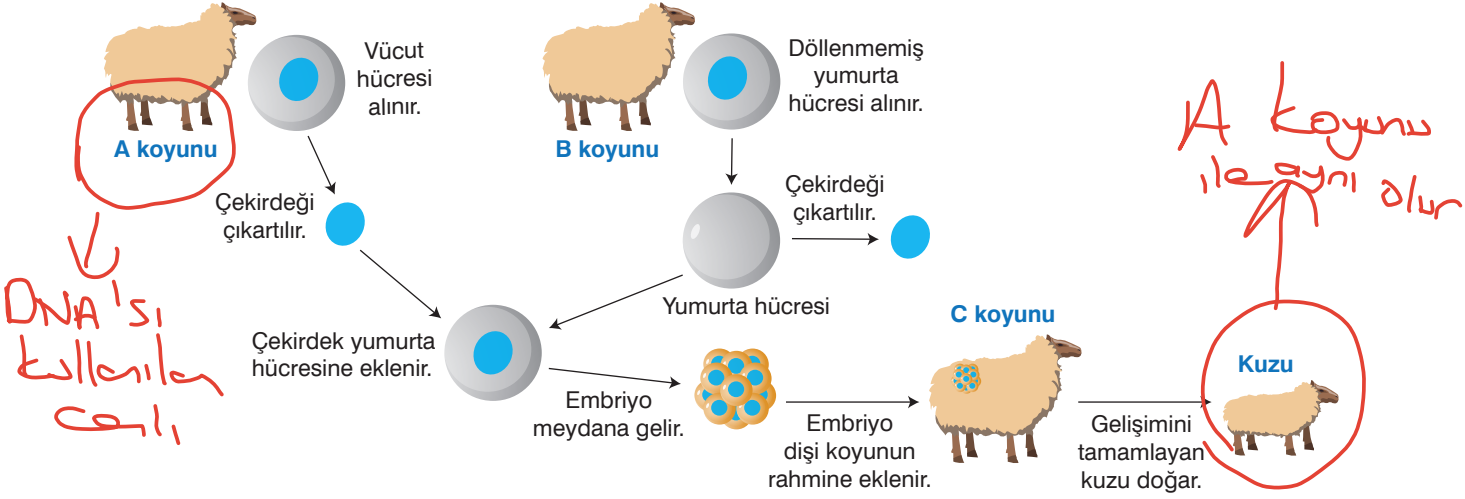 Vücut
hücresi
alınır.
A koyunu
Döllenmemiş
yumurta
hücresi alınır.
B koyunu
Çekirdeği
çıkartılır.
Çekirdeği
çıkartılır.
Yumurta hücresi
Çekirdek yumurta
hücresine eklenir.
Embriyo
meydana gelir.
Embriyo
dişi koyunun
rahmine eklenir.
C koyunu
Gelişimini
tamamlayan
kuzu doğar.
Kuzu
DNA'sı
kullanılan
canlı
A koyunu
ile aynı olur